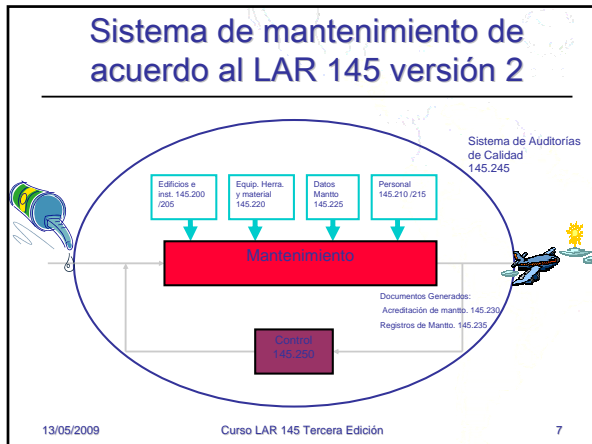 Sistema de mantenimiento de
acuerdo al LAR 145 versión 2
Sistema de Auditorías
de Calidad
145.245
Edificios e
inst. 145.200
/205
Equip. Herra.
y material
145.220
Datos
Mantto
145.225
Personal
145.210 /215
Mantenimiento
Documentos Generados:
Acreditación de mantto. 145.230
Registros de Mantto. 145.235
Control
145.250
13/05/2009
Curso LAR 145 Tercera Edición
7